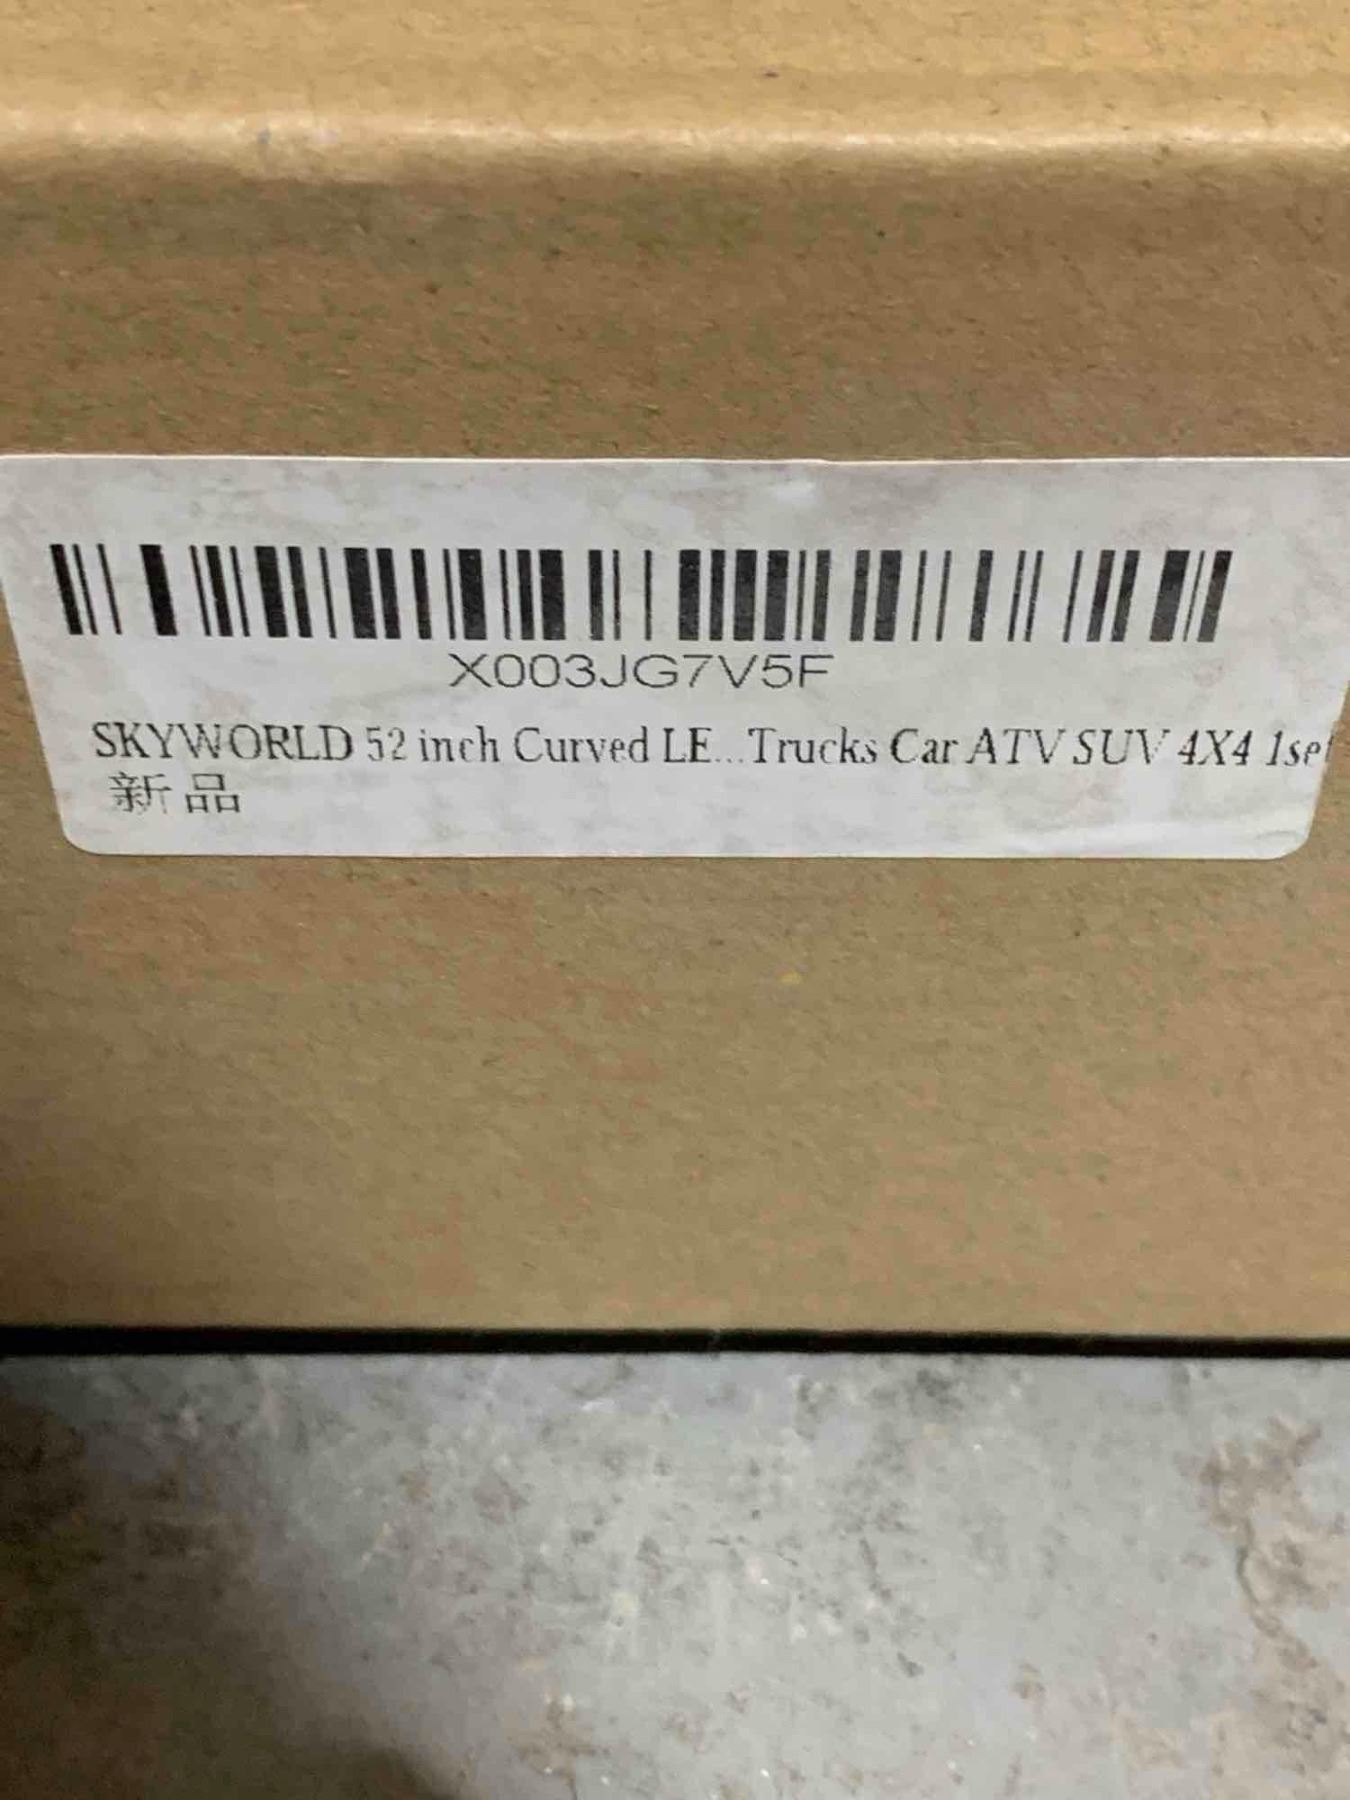 X003JG7V5F
SKYWORLD 52 inch Curved LE...Trucks Car ATV SUV 4X4 1set
新品